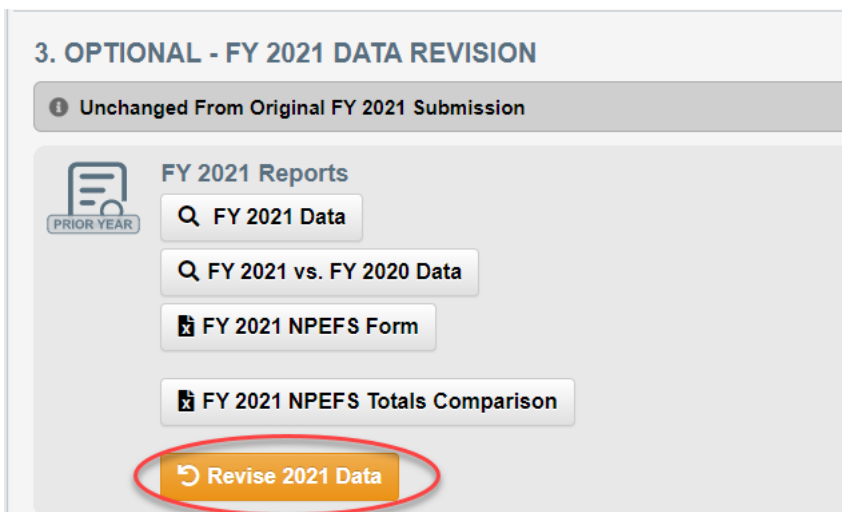 3. OPTIONAL - FY 2021 DATA REVISION
Unchanged From Original FY 2021 Submission
PRIOR YEAR
FY 2021 Reports
FY 2021 Data
FY 2021 vs. FY 2020 Data
FY 2021 NPEFS Form
FY 2021 NPEFS Totals Comparison
Revise 2021 Data